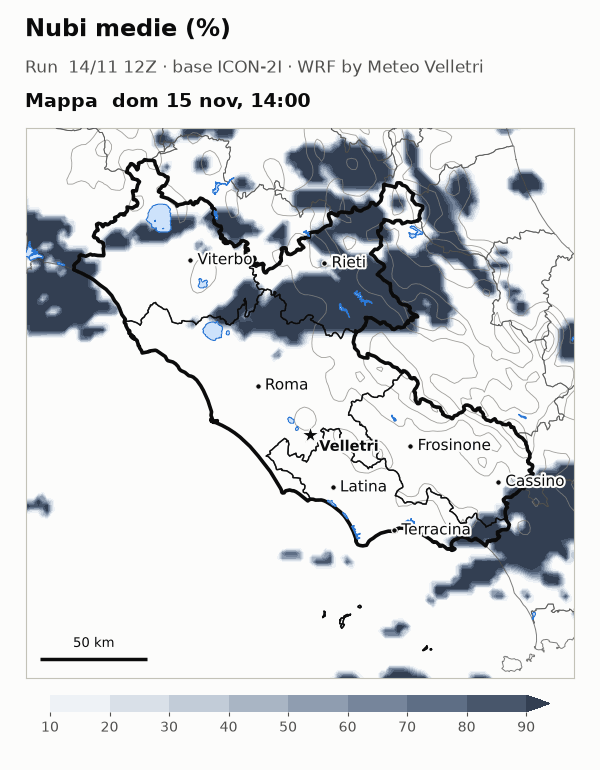 Nubi medie (%)
Run  14/11 12Z · base ICON-2I · WRF by Meteo Velletri
Mappa  dom 15 nov, 14:00
Viterbo
Rieti
Roma
Velletri
Frosinone
Cassino
Latina
Terracina
50 km
10 20 30 40 50 60 70 80 90